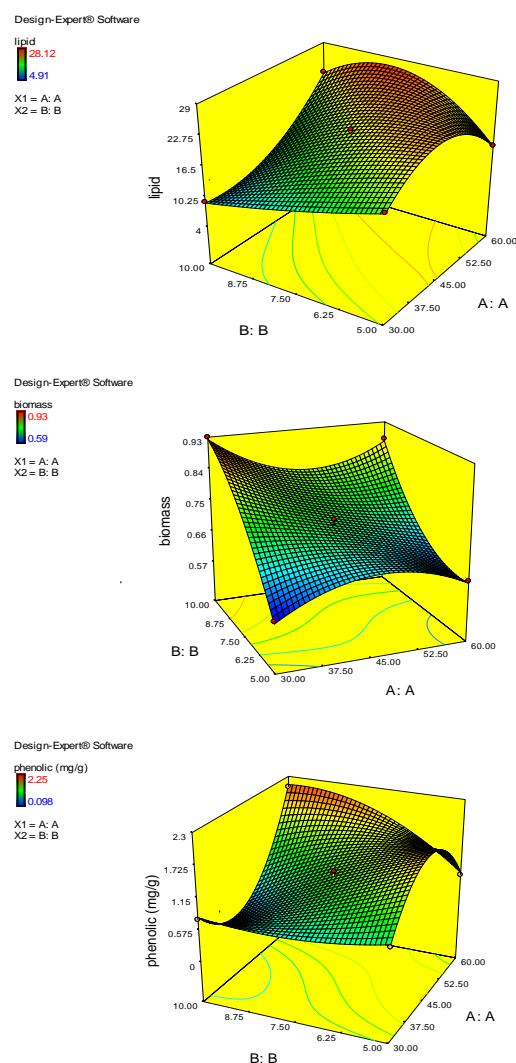 Design-Expert® Software
lipid
28.12
4.91
X1 = A: A
X2 = B: B
29
22.75
16.5
10.25
4
lipid
10.00
8.75
7.50
6.25
5.00
B: B
30.00
37.50
45.00
52.50
60.00
A: A
Design-Expert® Software
biomass
0.93
0.59
X1 = A: A
X2 = B: B
0.93
0.84
0.75
0.66
0.57
biomass
10.00
8.75
7.50
6.25
5.00
B: B
30.00
37.50
45.00
52.50
60.00
A: A
Design-Expert® Software
phenolic (mg/g)
2.25
0.098
X1 = A: A
X2 = B: B
2.3
1.725
1.15
0.575
0
phenolic (mg/g)
10.00
8.75
7.50
6.25
5.00
B: B
30.00
37.50
45.00
52.50
60.00
A: A